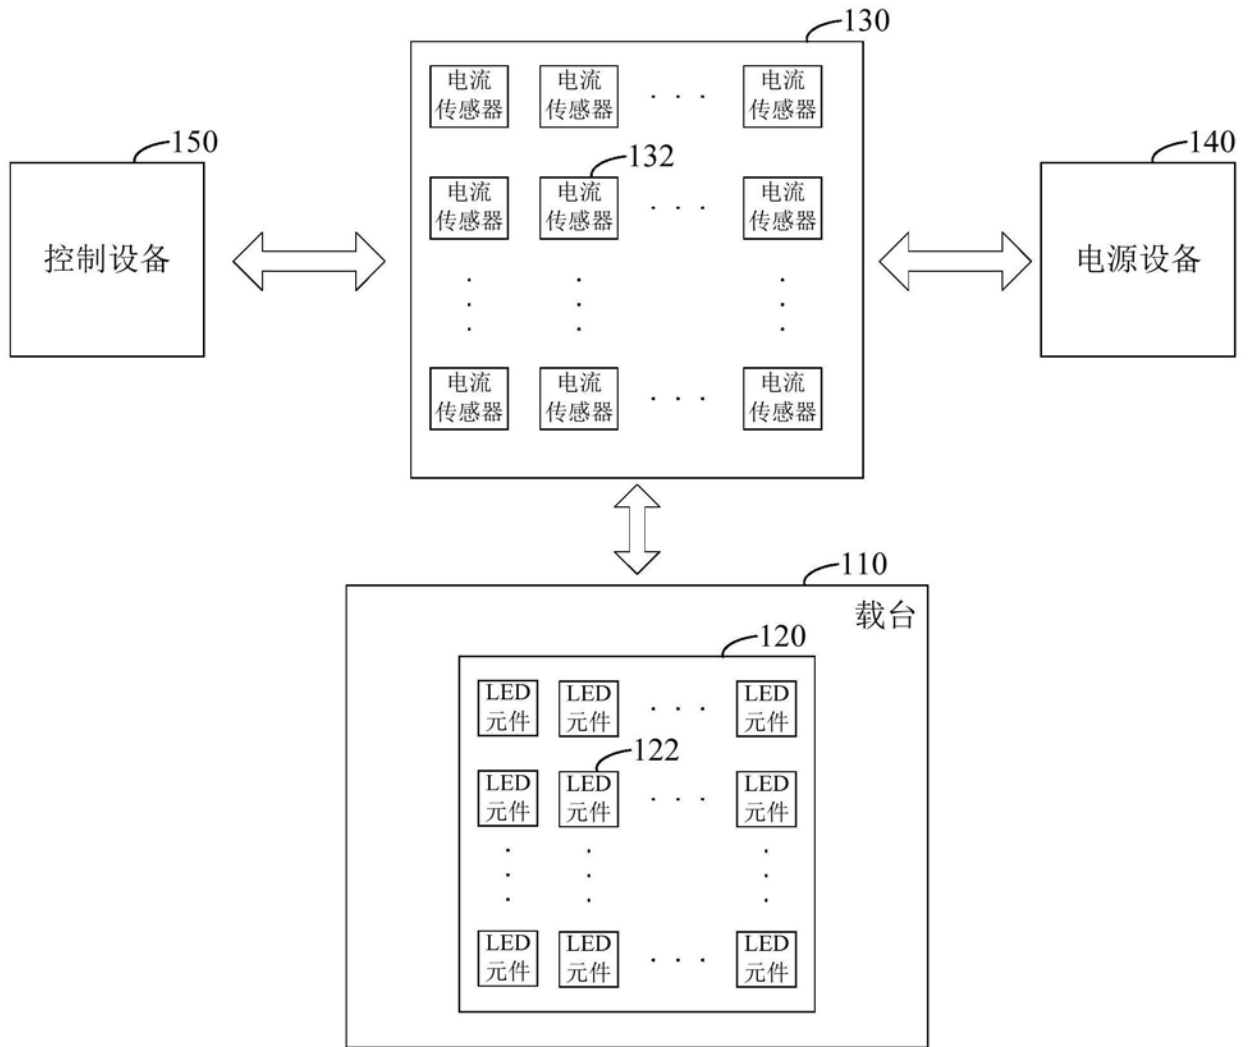 130
电流 电流 电流
传感器 传感器 · · · 传感器
150
132
140
电流 电流 电流
传感器 传感器 · · · 传感器
控制设备
电源设备
电流 电流 电流
传感器 传感器 · · · 传感器
110
载台
120
LED LED LED
元件 元件 · · · 元件
122
LED LED LED
元件 元件 · · · 元件
LED LED LED
元件 元件 · · · 元件